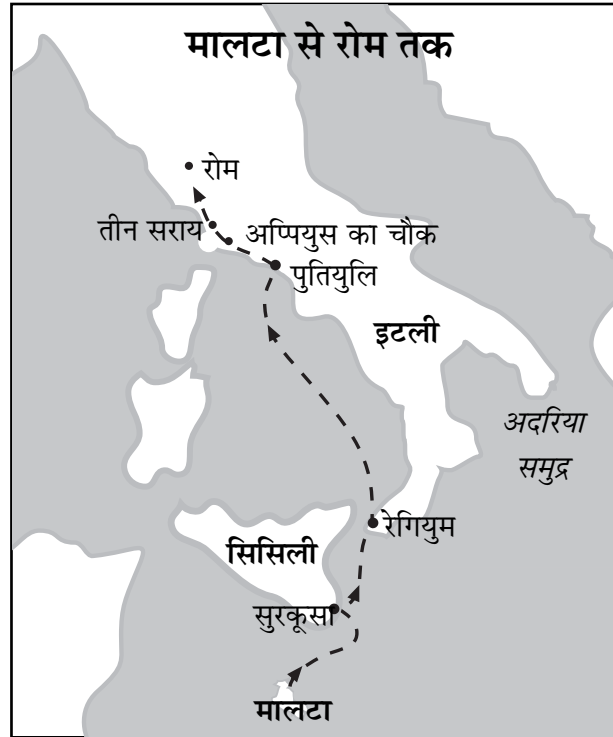 मालटा से रोम तक
रोम
तीन सराय
अप्पियुस का चौक
पुतियुलि
इटली
अदरिया
समुद्र
रेगियुम
सिसिली
सुरकूसा
मालटा